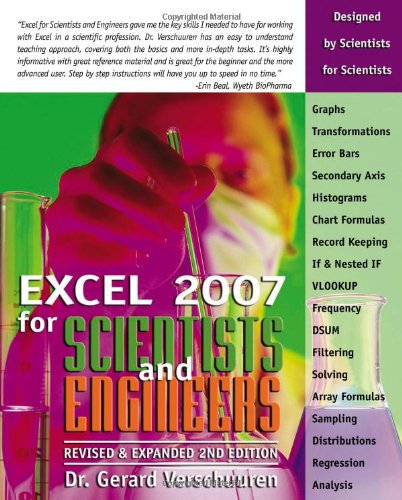 Copyrighted Material
"Excel for Scientists and Engineers gave me the key skills I needed to have for working
with Excel in a scientific profession. Dr. Verschuuren has an easy to understand
teaching approach, covering both the basics and more in-depth tasks. It's highly
informative with great reference material and is great for the beginner and the more
advanced user. Step by step instructions will have you up to speed in no time."
-Erin Beal, Wyeth BioPharma
Designed
by Scientists
for Scientists
Graphs
Transformations
Error Bars
Secondary Axis
Histograms
Chart Formulas
Record Keeping
If & Nested IF
VLOOKUP
Frequency
DSUM
Filtering
Solving
Array Formulas
Sampling
Distributions
Regression
Analysis
EXCEL 2007
for SCIENTISTS
and
ENGINEERS
REVISED & EXPANDED 2ND EDITION
Dr. Gerard Verschuuren
Copyrighted Material